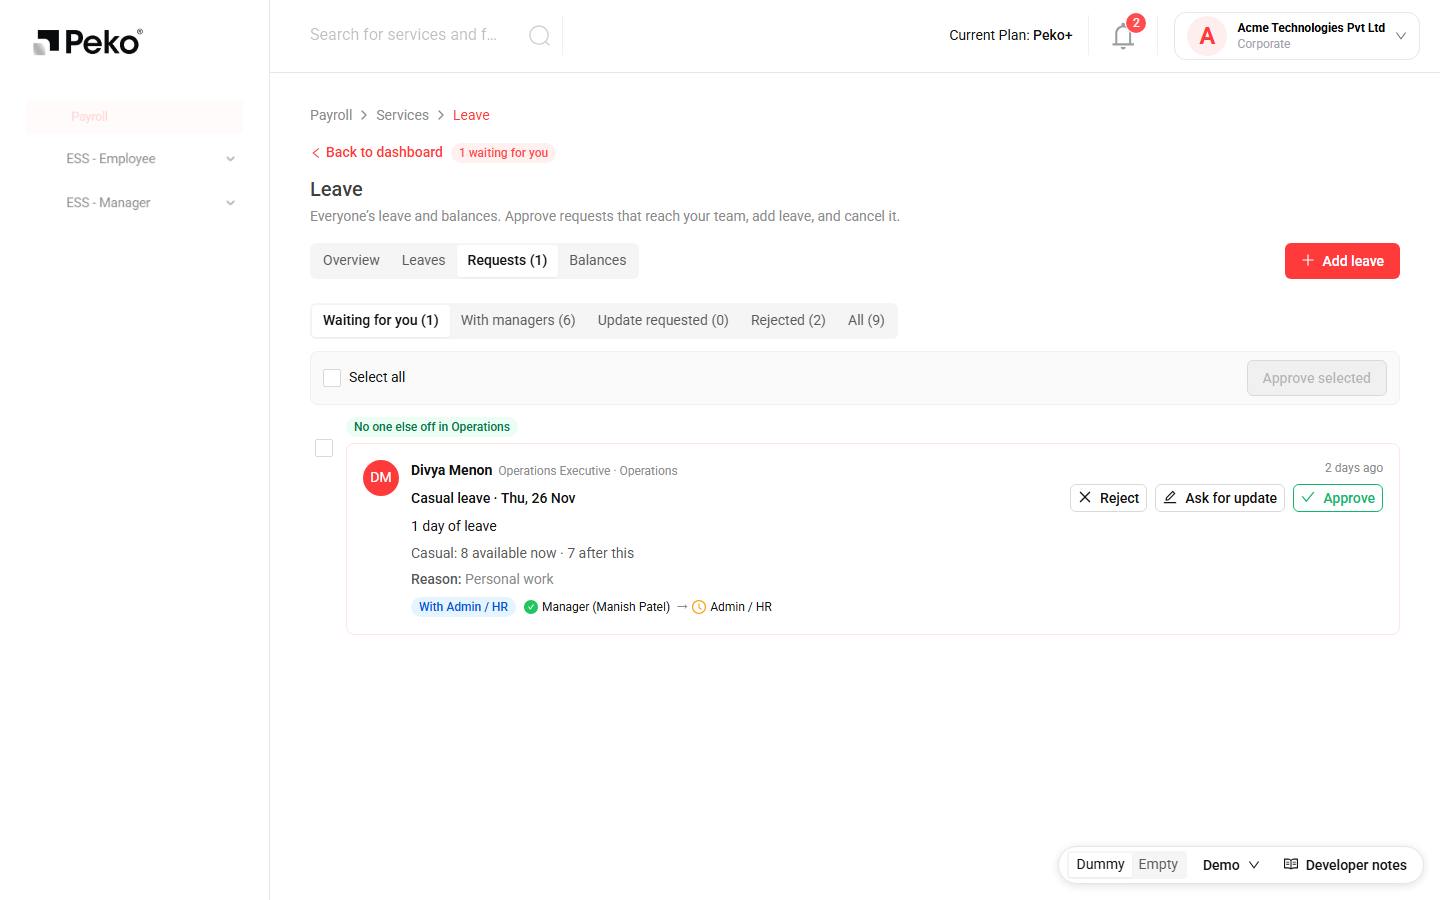 Peko®
Search for services and f...
Current Plan: Peko+
2
A
Acme Technologies Pvt Ltd
Corporate
Payroll
ESS - Employee
ESS - Manager
Payroll > Services > Leave
< Back to dashboard
1 waiting for you
Leave
Everyone's leave and balances. Approve requests that reach your team, add leave, and cancel it.
Overview
Leaves
Requests (1)
Balances
+ Add leave
Waiting for you (1)
With managers (6)
Update requested (0)
Rejected (2)
All (9)
Select all
Approve selected
No one else off in Operations
DM
Divya Menon Operations Executive · Operations
2 days ago
Casual leave · Thu, 26 Nov
Reject
Ask for update
Approve
1 day of leave
Casual: 8 available now · 7 after this
Reason: Personal work
With Admin / HR
Manager (Manish Patel) → Admin / HR
Dummy
Empty
Demo
Developer notes